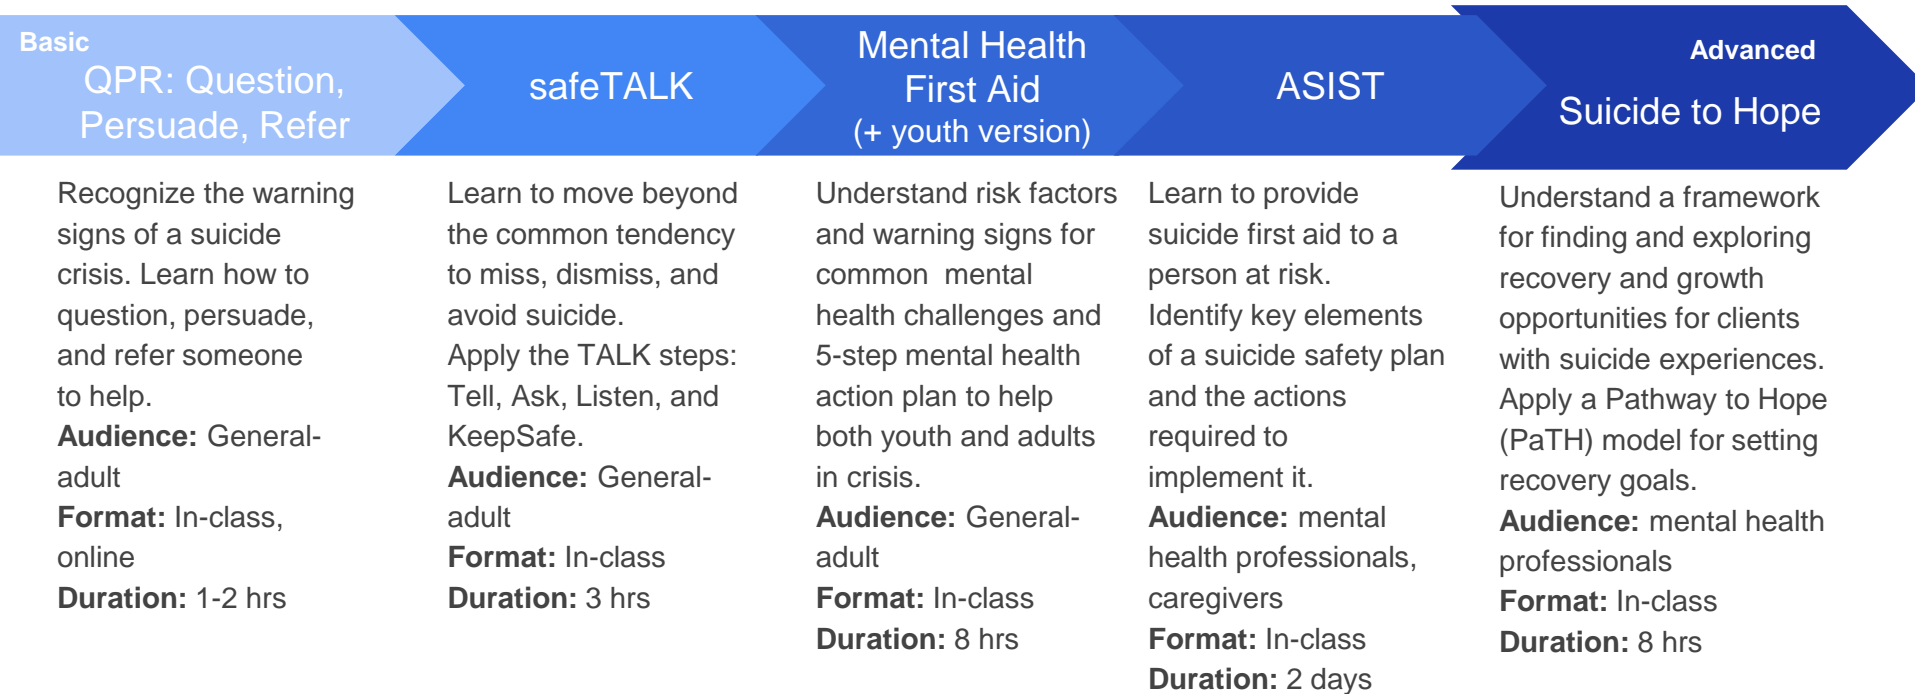 Basic
QPR: Question,
Persuade, Refer
safeTALK
Mental Health
First Aid
(+ youth version)
ASIST
Advanced
Suicide to Hope
Recognize the warning
signs of a suicide
crisis. Learn how to
question, persuade,
and refer someone
to help.
Audience: General-
adult
Format: In-class,
online
Duration: 1-2 hrs
Learn to move beyond
the common tendency
to miss, dismiss, and
avoid suicide.
Apply the TALK steps:
Tell, Ask, Listen, and
KeepSafe.
Audience: General-
adult
Format: In-class
Duration: 3 hrs
Understand risk factors
and warning signs for
common  mental
health challenges and
5-step mental health
action plan to help
both youth and adults
in crisis.
Audience: General-
adult
Format: In-class
Duration: 8 hrs
Learn to provide
suicide first aid to a
person at risk.
Identify key elements
of a suicide safety plan
and the actions
required to
implement it.
Audience: mental
health professionals,
caregivers
Format: In-class
Duration: 2 days
Understand a framework
for finding and exploring
recovery and growth
opportunities for clients
with suicide experiences.
Apply a Pathway to Hope
(PaTH) model for setting
recovery goals.
Audience: mental health
professionals
Format: In-class
Duration: 8 hrs